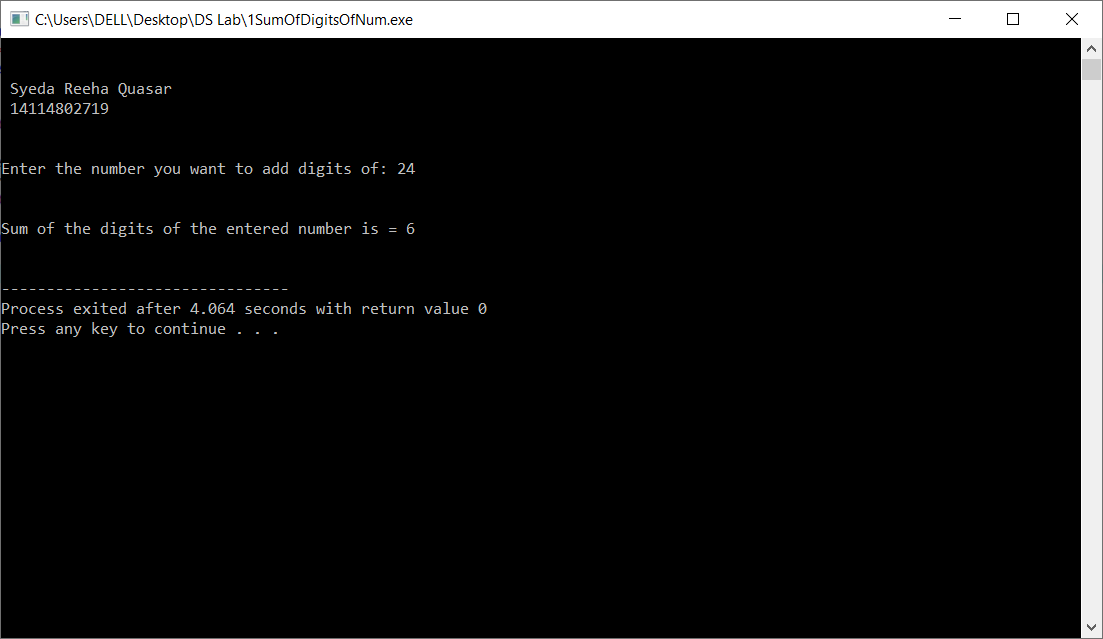 C:\Users\DELL\Desktop\DS Lab\1SumOfDigitsOfNum.exe
Syeda Reeha Quasar
14114802719
Enter the number you want to add digits of: 24
Sum of the digits of the entered number is = 6
--------------------------------
Process exited after 4.064 seconds with return value 0
Press any key to continue . . .